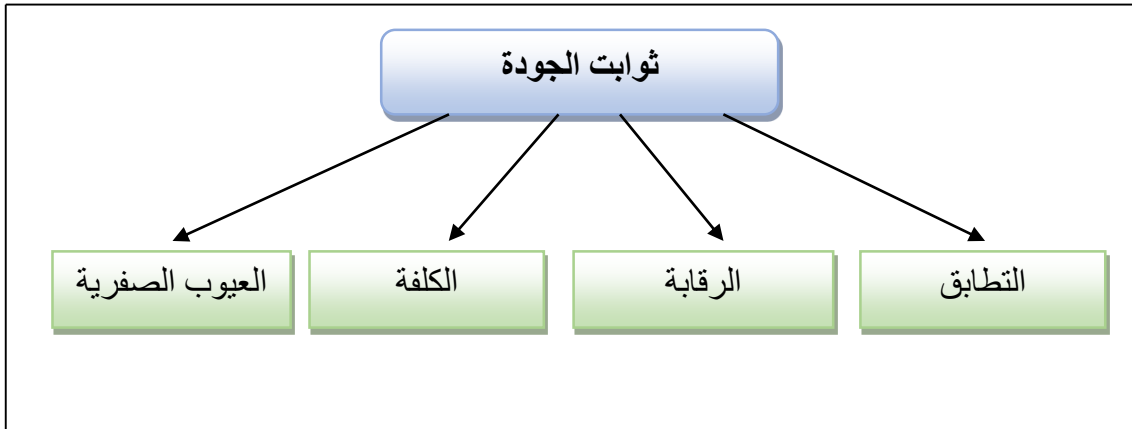 ثوابت الجودة
التطابق
الرقابة
الكلفة
العيوب الصفرية